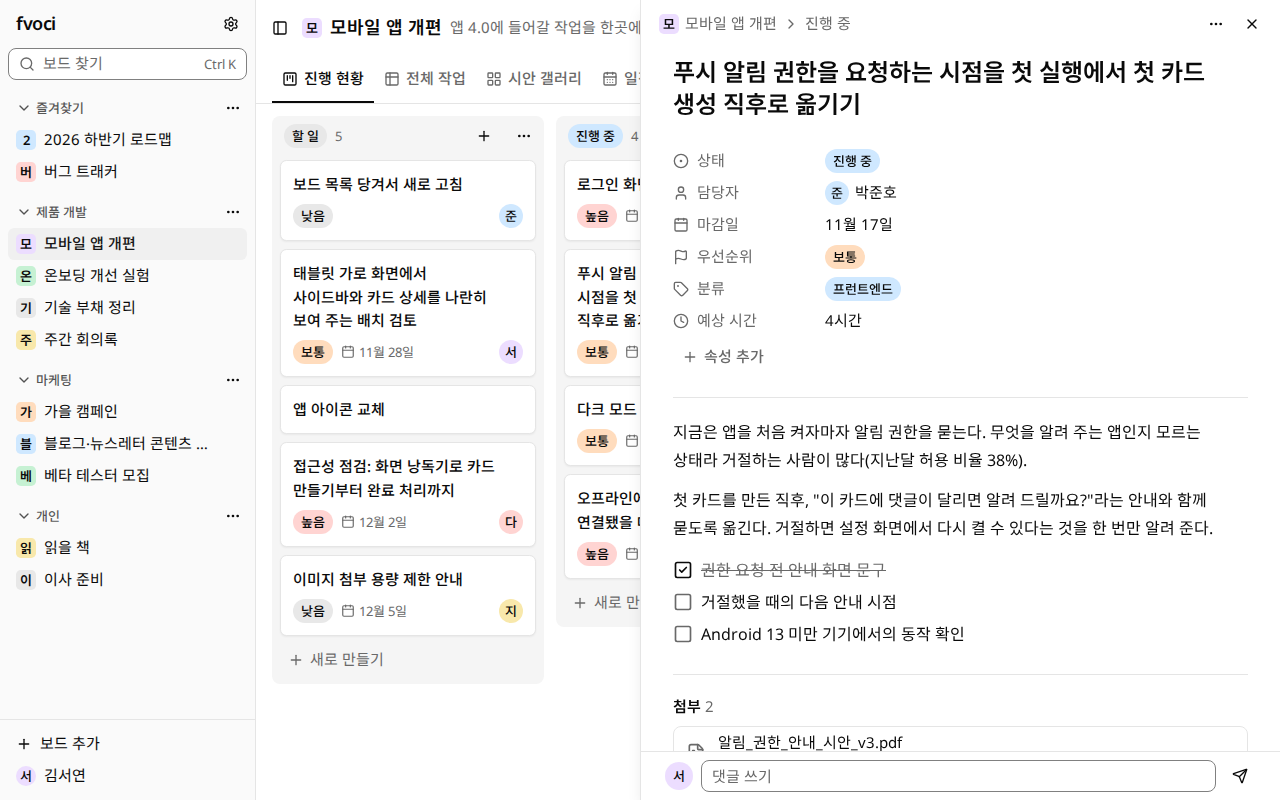 fvoci
보드 찾기 Ctrl K
즐겨찾기
2 2026 하반기 로드맵
버 버그 트래커
제품 개발
모 모바일 앱 개편
온 온보딩 개선 실험
기 기술 부채 정리
주 주간 회의록
마케팅
가 가을 캠페인
블 블로그·뉴스레터 콘텐츠 ...
베 베타 테스터 모집
개인
읽 읽을 책
이 이사 준비
보드 추가
서 김서연
모 모바일 앱 개편 앱 4.0에 들어갈 작업을 한곳에
진행 현황 전체 작업 시안 갤러리
할 일 5
보드 목록 당겨서 새로 고침
낮음 준
태블릿 가로 화면에서
사이드바와 카드 상세를 나란히
보여 주는 배치 검토
보통 11월 28일 서
앱 아이콘 교체
접근성 점검: 화면 낭독기로 카드
만들기부터 완료 처리까지
높음 12월 2일 다
이미지 첨부 용량 제한 안내
낮음 12월 5일 지
새로 만들기
진행 중 4
로그인
높음
푸시 알림
시점을 첫
직후로
보통
다크 모드
보통
연결됐을
높음
새로
모 모바일 앱 개편 > 진행 중
푸시 알림 권한을 요청하는 시점을 첫 실행에서 첫 카드
생성 직후로 옮기기
상태 진행 중
담당자 준 박준호
마감일 11월 17일
우선순위 보통
분류 프런트엔드
예상 시간 4시간
속성 추가
지금은 앱을 처음 켜자마자 알림 권한을 묻는다. 무엇을 알려 주는 앱인지 모르는
상태라 거절하는 사람이 많다(지난달 허용 비율 38%).
첫 카드를 만든 직후, "이 카드에 댓글이 달리면 알려 드릴까요?"라는 안내와 함께
묻도록 옮긴다. 거절하면 설정 화면에서 다시 켤 수 있다는 것을 한 번만 알려 준다.
권한 요청 전 안내 화면 문구
거절했을 때의 다음 안내 시점
Android 13 미만 기기에서의 동작 확인
첨부 2
알림_권한_안내_시안_v3.pdf
서 댓글 쓰기